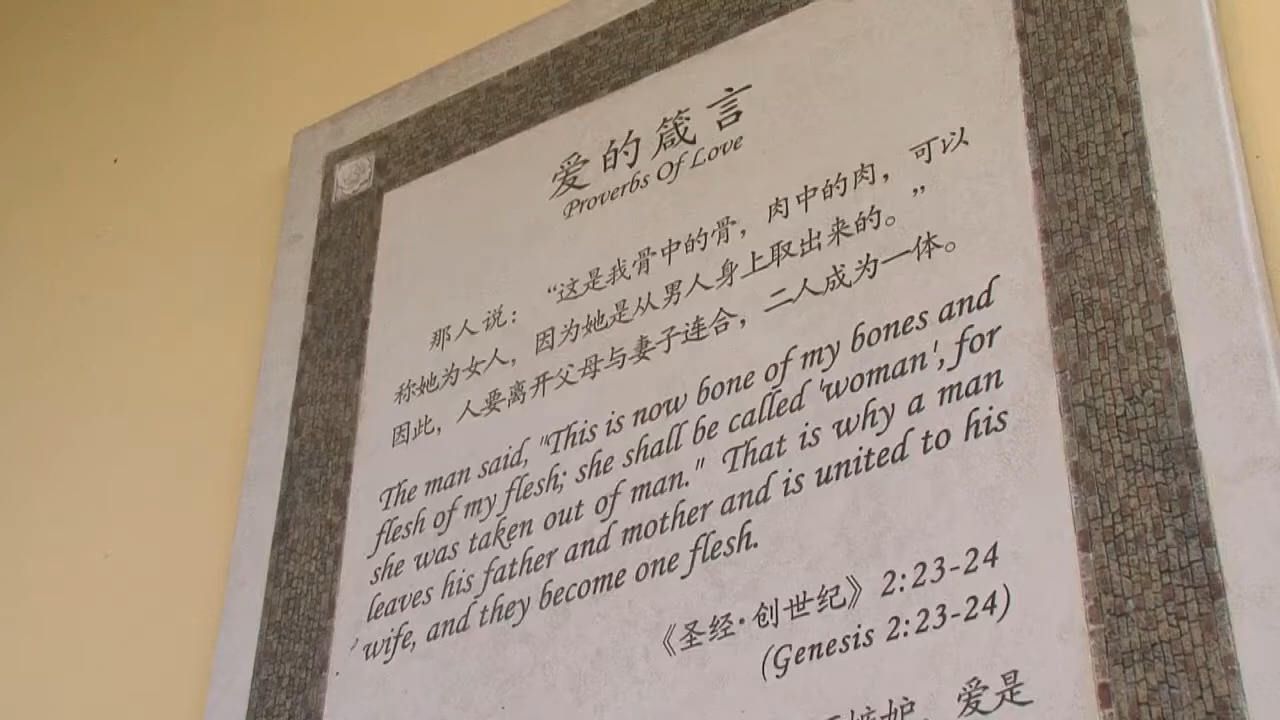 爱的箴言
Proverbs Of Love
那人说：“这是我骨中的骨，肉中的肉，可以
称她为女人，因为她是从男人身上取出来的。”
因此，人要离开父母与妻子连合，二人成为一体。
The man said, "This is now bone of my bones and
flesh of my flesh; she shall be called 'woman', for
she was taken out of man." That is why a man
leaves his father and mother and is united to his
wife, and they become one flesh.
《圣经·创世纪》2:23-24
(Genesis 2:23-24)
嫉妒，爱是